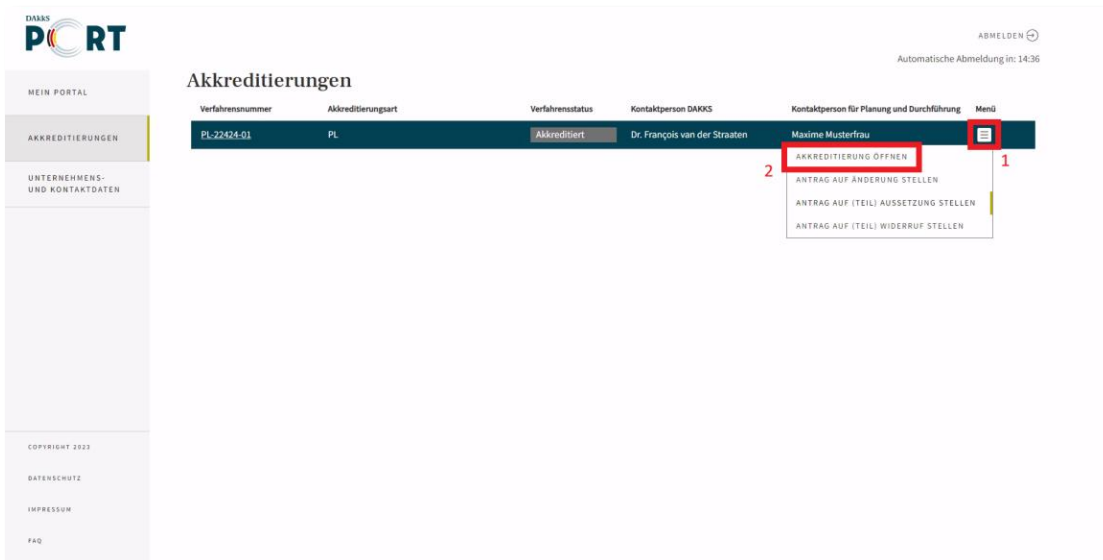 DAkkS
PORT
ABMELDEN
Automatische Abmeldung in: 14:36
MEIN PORTAL
AKKREDITIERUNGEN
UNTERNEHMENS-
UND KONTAKTDATEN
Akkreditierungen
Verfahrensnummer Akkreditierungsart Verfahrensstatus Kontaktperson DAKKS Kontaktperson für Planung und Durchführung Menü
PL-22424-01 PL Akkreditiert Dr. François van der Straaten Maxime Musterfrau
1
2
AKKREDITIERUNG ÖFFNEN
ANTRAG AUF ÄNDERUNG STELLEN
ANTRAG AUF (TEIL) AUSSETZUNG STELLEN
ANTRAG AUF (TEIL) WIDERRUF STELLEN
COPYRIGHT 2023
DATENSCHUTZ
IMPRESSUM
FAQ